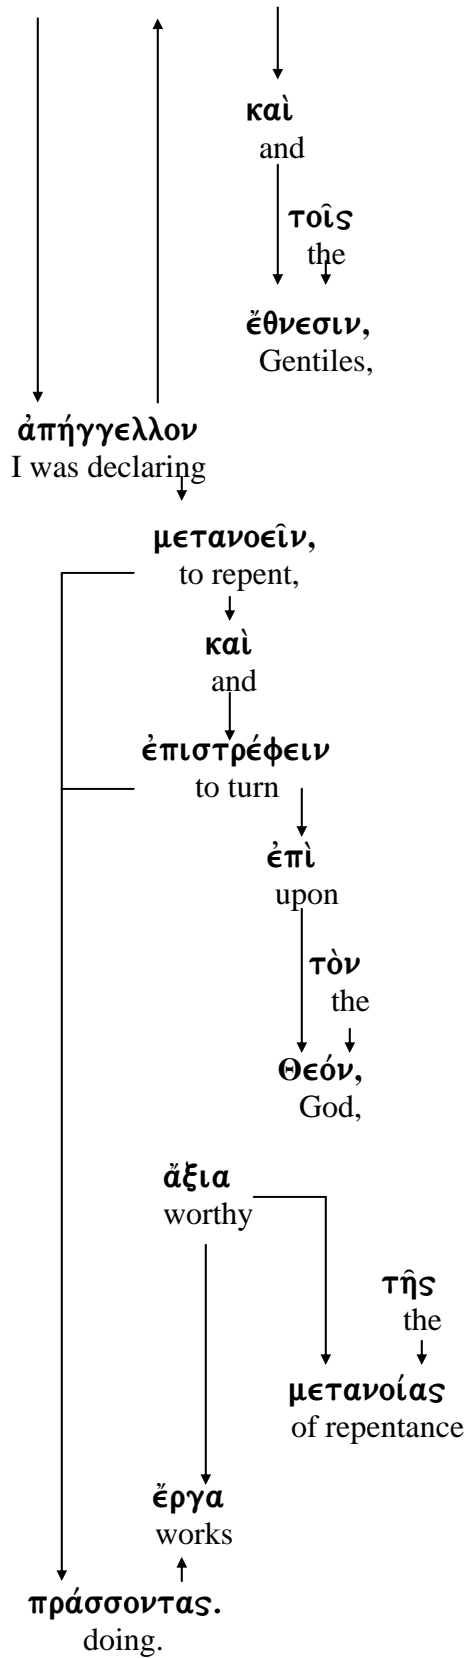 καὶ
and
τοῖς
the
ἔθνεσιν,
Gentiles,
ἀπήγγελλον
I was declaring
μετανοεῖν,
to repent,
καὶ
and
ἐπιστρέφειν
to turn
ἐπὶ
upon
τὸν
the
Θεόν,
God,
ἄξια
worthy
τῆς
the
μετανοίας
of repentance
ἔργα
works
πράσσοντας.
doing.